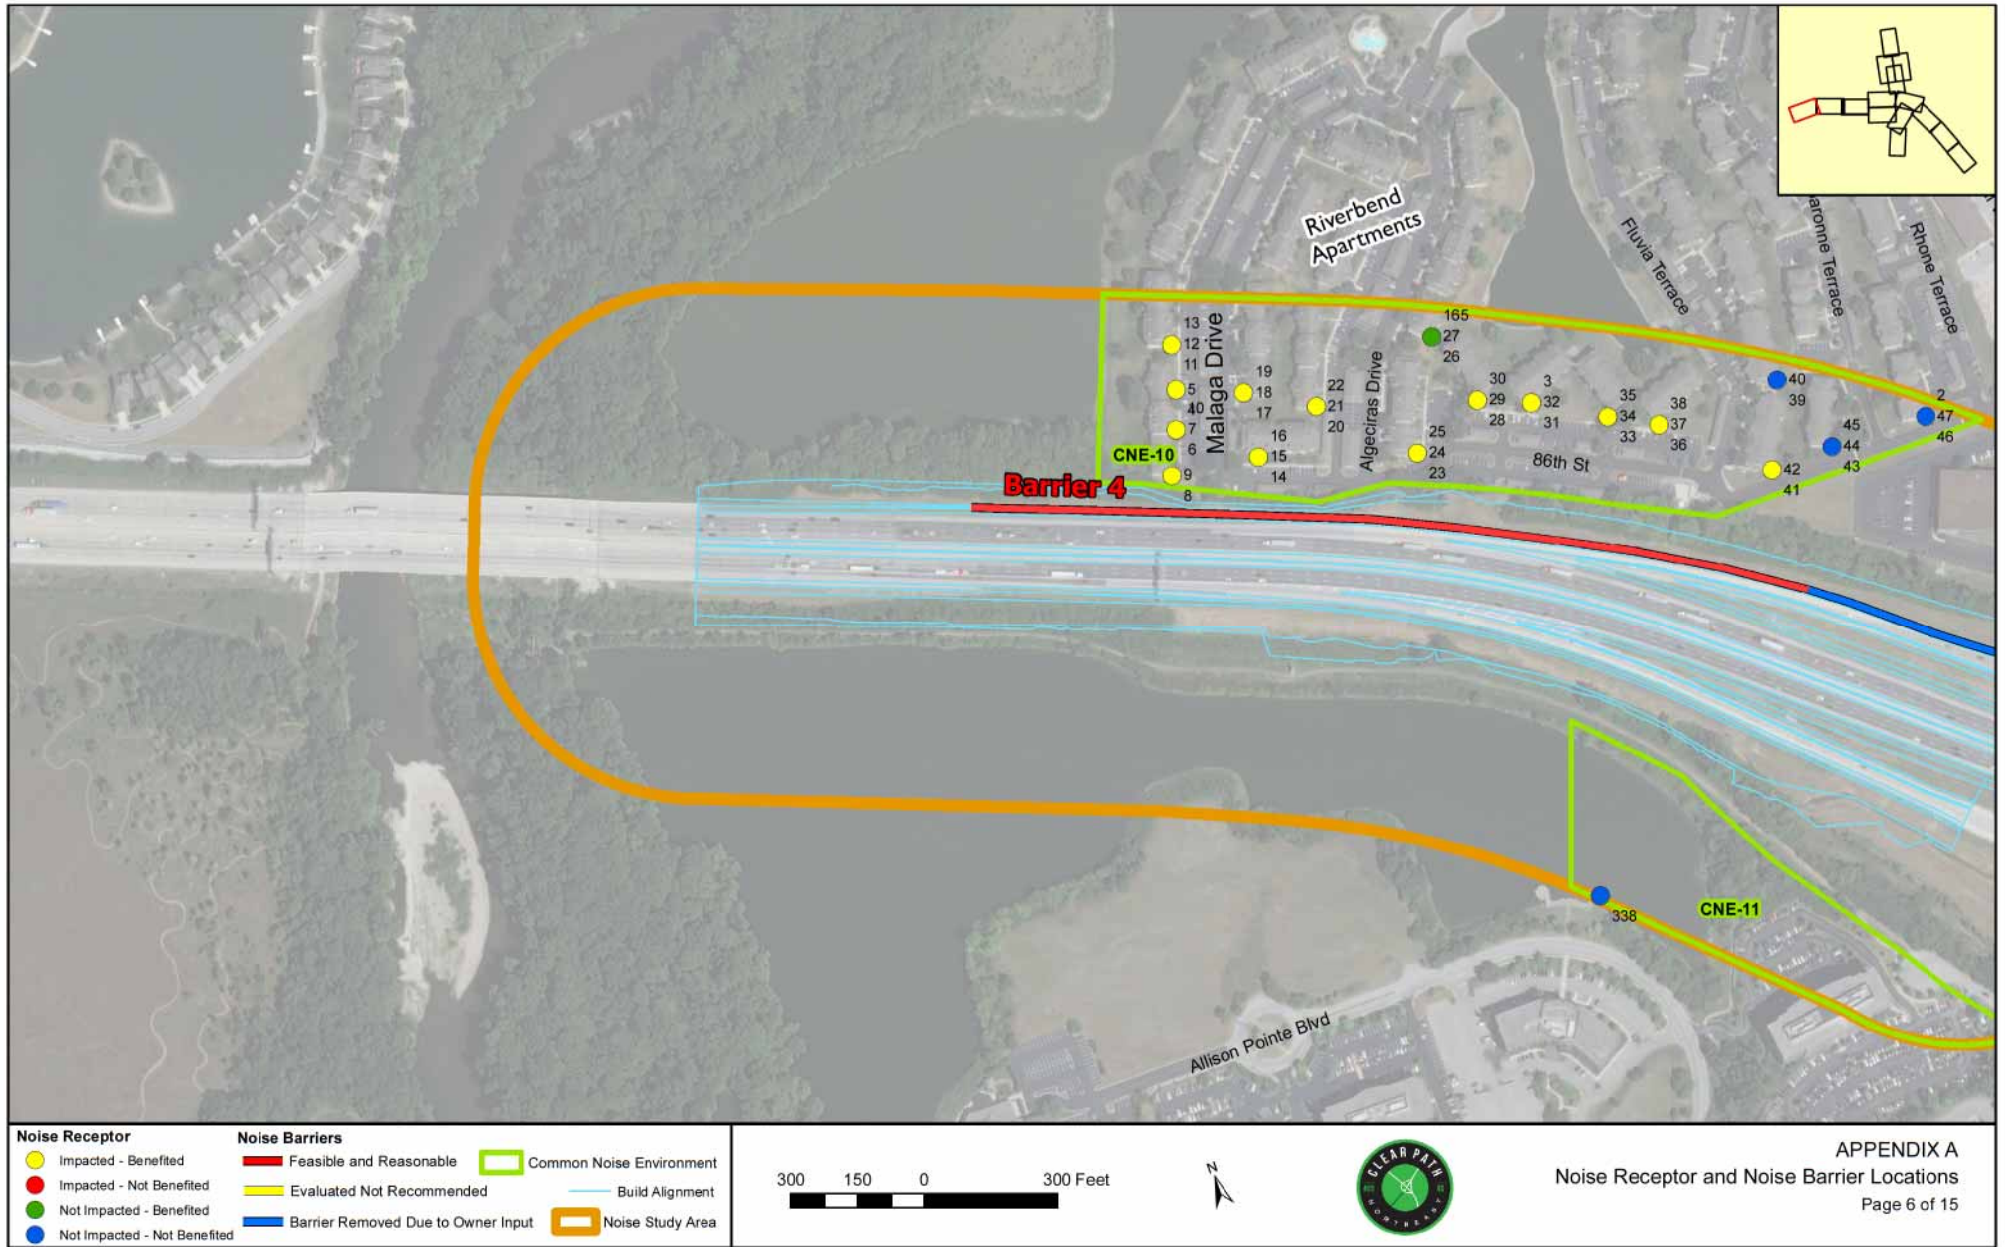 Riverbend
Apartments
Fluvia Terrace
aronne Terrace
Rhone Terrace
Malaga Drive
Algeciras Drive
86th St
13
12
11
5
40
7
6
9
8
19
18
17
16
15
14
22
21
20
165
27
26
25
24
23
30
29
28
3
32
31
35
34
33
38
37
36
40
39
42
41
45
44
43
2
47
46
CNE-10
Barrier 4
338
CNE-11
Allison Pointe Blvd
Noise Receptor
Impacted - Benefited
Impacted - Not Benefited
Not Impacted - Benefited
Not Impacted - Not Benefited
Noise Barriers
Feasible and Reasonable
Evaluated Not Recommended
Barrier Removed Due to Owner Input
Common Noise Environment
Build Alignment
Noise Study Area
300 150 0 300 Feet
N
CLEAR PATH
NORTHEAST
APPENDIX A
Noise Receptor and Noise Barrier Locations
Page 6 of 15